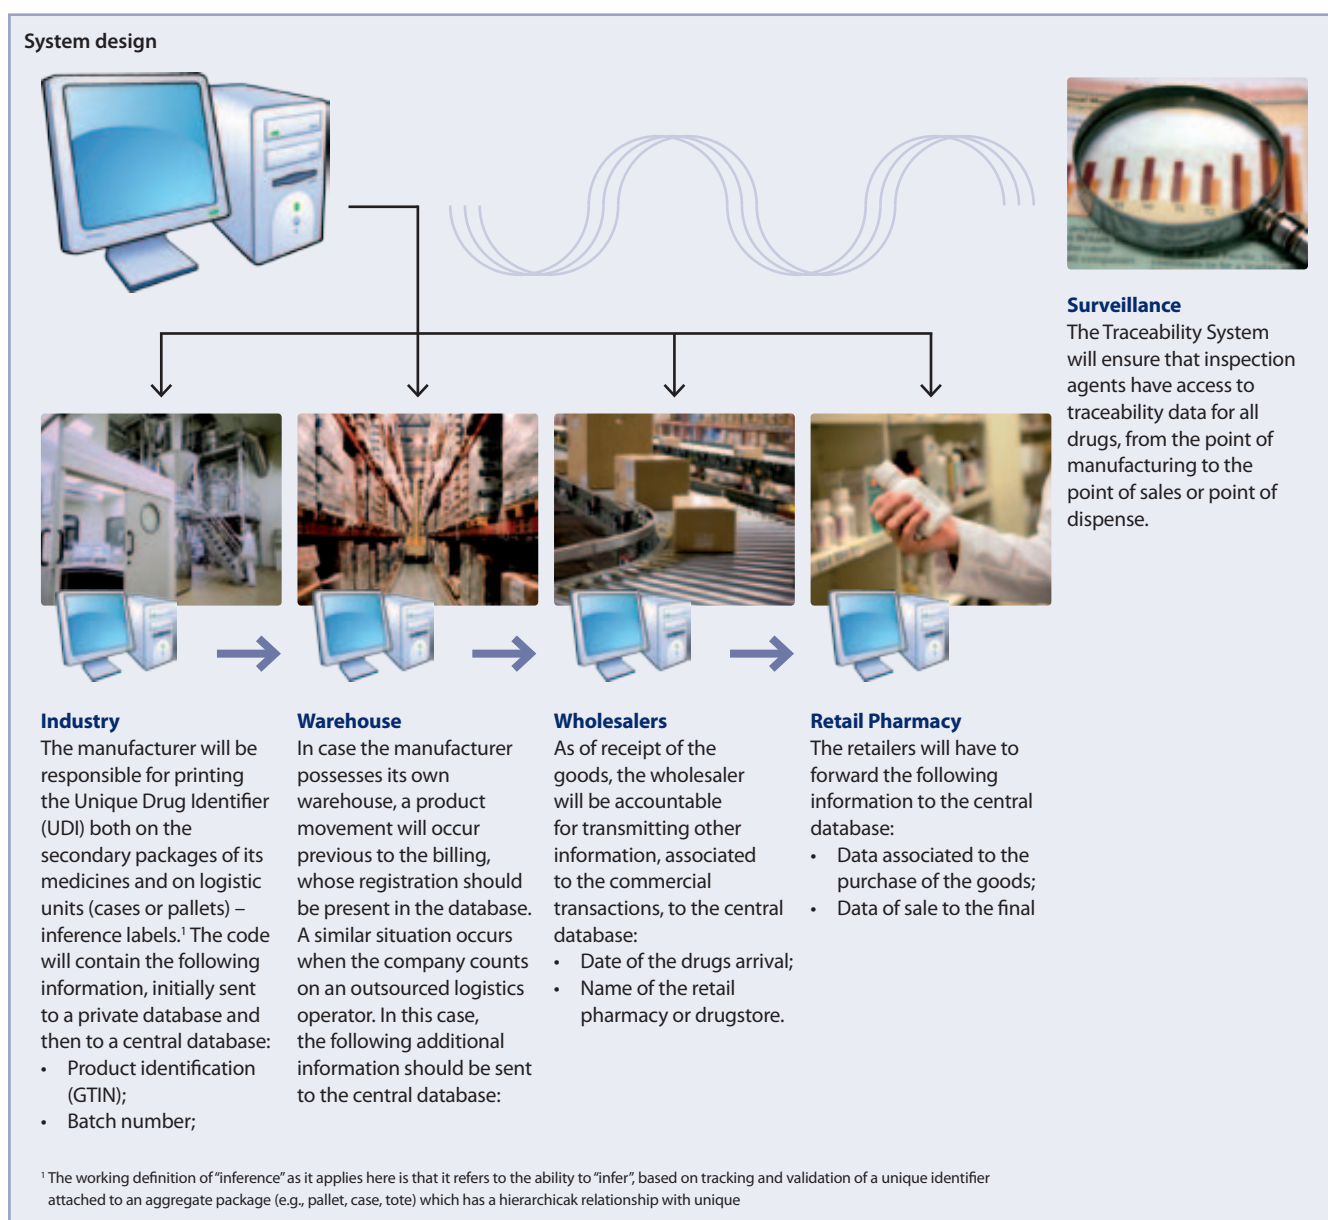 System design
Surveillance
The Traceability System
will ensure that inspection
agents have access to
traceability data for all
drugs, from the point of
manufacturing to the
point of sales or point of
dispense.
Industry
The manufacturer will be
responsible for printing
the Unique Drug Identifier
(UDI) both on the
secondary packages of its
medicines and on logistic
units (cases or pallets) –
inference labels.¹ The code
will contain the following
information, initially sent
to a private database and
then to a central database:
• Product identification
(GTIN);
• Batch number;
Warehouse
In case the manufacturer
possesses its own
warehouse, a product
movement will occur
previous to the billing,
whose registration should
be present in the database.
A similar situation occurs
when the company counts
on an outsourced logistics
operator. In this case,
the following additional
information should be sent
to the central database:
Wholesalers
As of receipt of the
goods, the wholesaler
will be accountable
for transmitting other
information, associated
to the commercial
transactions, to the central
database:
• Date of the drugs arrival;
• Name of the retail
pharmacy or drugstore.
Retail Pharmacy
The retailers will have to
forward the following
information to the central
database:
• Data associated to the
purchase of the goods;
• Data of sale to the final
¹ The working definition of “inference” as it applies here is that it refers to the ability to “infer”, based on tracking and validation of a unique identifier
attached to an aggregate package (e.g., pallet, case, tote) which has a hierarchicak relationship with unique